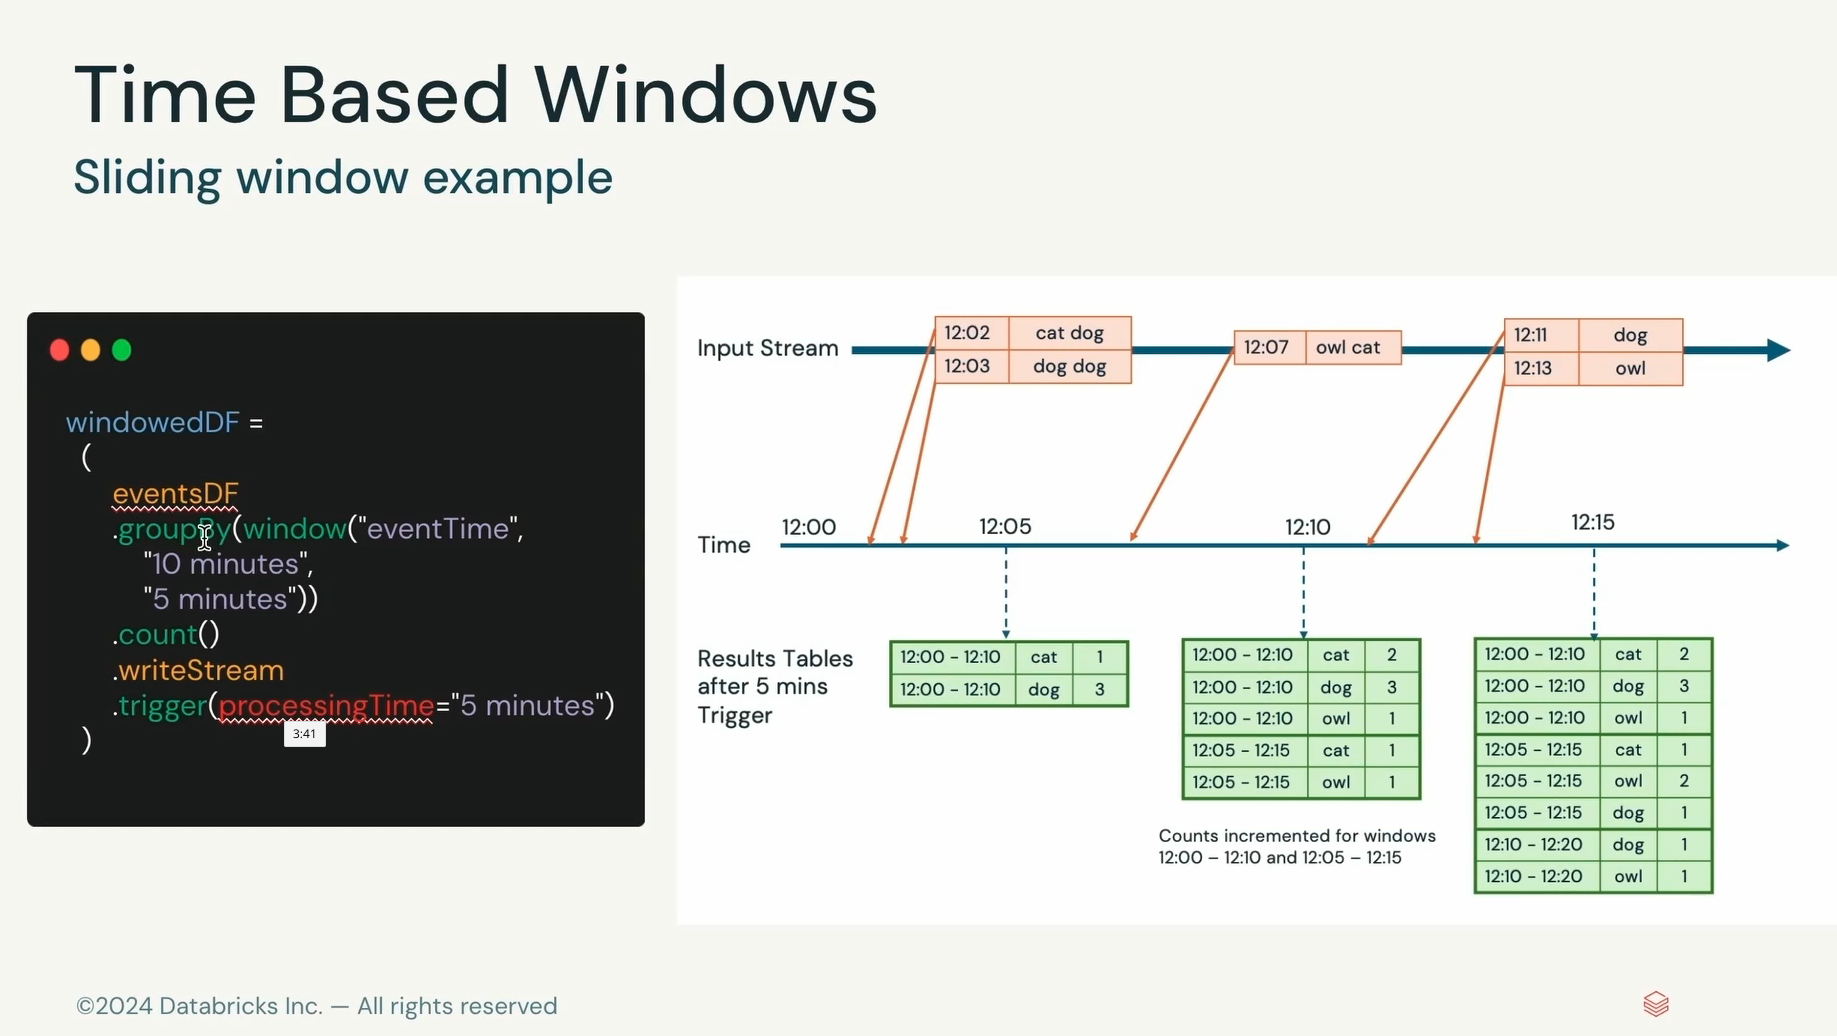 Time Based Windows
Sliding window example
windowedDF =
(
eventsDF
.groupBy(window("eventTime",
"10 minutes",
"5 minutes"))
.count()
.writeStream
.trigger(processingTime="5 minutes")
3:41
)
Input Stream
12:02 cat dog
12:03 dog dog
12:07 owl cat
12:11 dog
12:13 owl
Time
12:00 12:05 12:10 12:15
Results Tables
after 5 mins
Trigger
12:00 - 12:10 cat 1
12:00 - 12:10 dog 3
12:00 - 12:10 cat 2
12:00 - 12:10 dog 3
12:00 - 12:10 owl 1
12:05 - 12:15 cat 1
12:05 - 12:15 owl 1
Counts incremented for windows
12:00 – 12:10 and 12:05 – 12:15
12:00 - 12:10 cat 2
12:00 - 12:10 dog 3
12:00 - 12:10 owl 1
12:05 - 12:15 cat 1
12:05 - 12:15 owl 2
12:05 - 12:15 dog 1
12:10 - 12:20 dog 1
12:10 - 12:20 owl 1
©2024 Databricks Inc. — All rights reserved